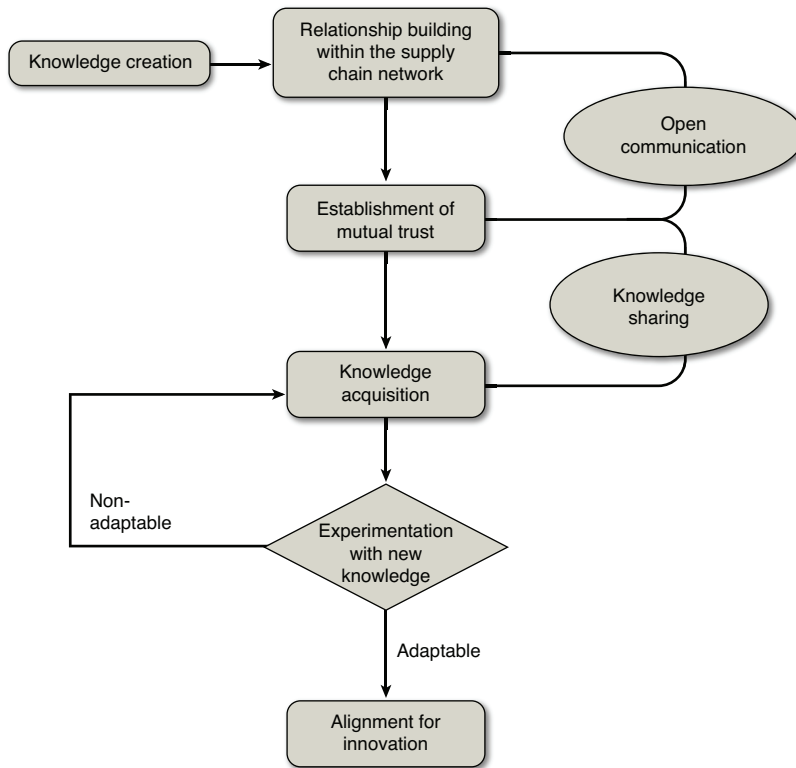 Knowledge creation
Relationship building
within the supply
chain network
Open
communication
Establishment of
mutual trust
Knowledge
sharing
Knowledge
acquisition
Non-
adaptable
Experimentation
with new
knowledge
Adaptable
Alignment for
innovation